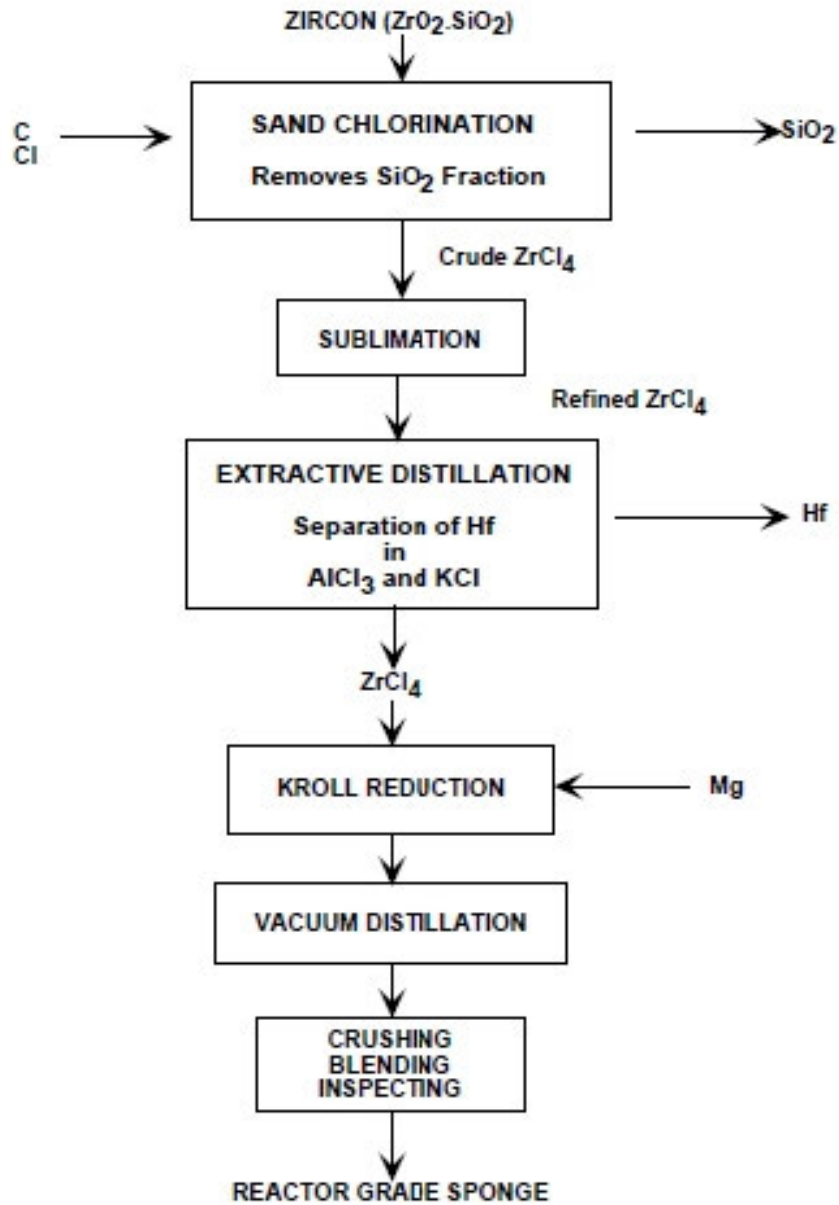 ZIRCON (ZrO₂.SiO₂)
C
Cl
SAND CHLORINATION
Removes SiO₂ Fraction
SiO₂
Crude ZrCl₄
SUBLIMATION
Refined ZrCl₄
EXTRACTIVE DISTILLATION
Separation of Hf
in
AlCl₃ and KCl
Hf
ZrCl₄
KROLL REDUCTION
Mg
VACUUM DISTILLATION
CRUSHING
BLENDING
INSPECTING
REACTOR GRADE SPONGE